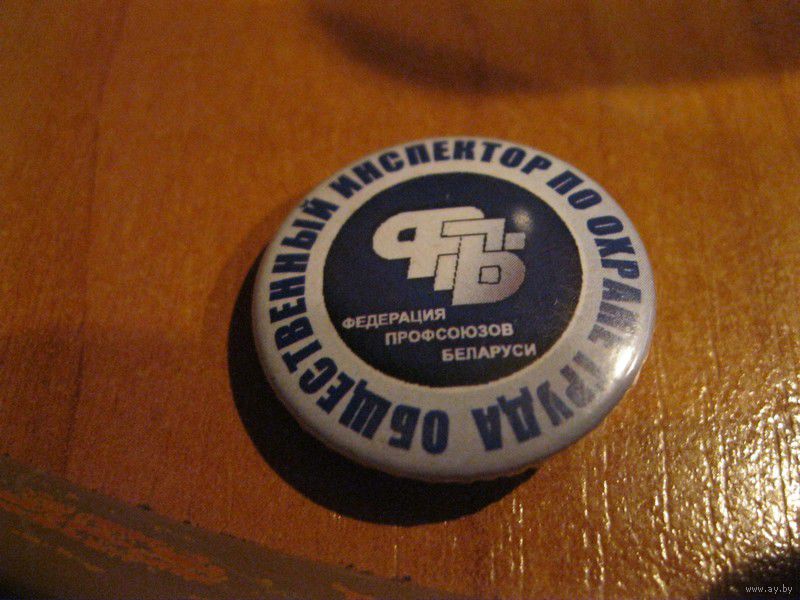 ОБЩЕСТВЕННЫЙ ИНСПЕКТОР ПО ОХРАНЕ ТРУДА
ФПБ
ФЕДЕРАЦИЯ
ПРОФСОЮЗОВ
БЕЛАРУСИ
www.ay.by